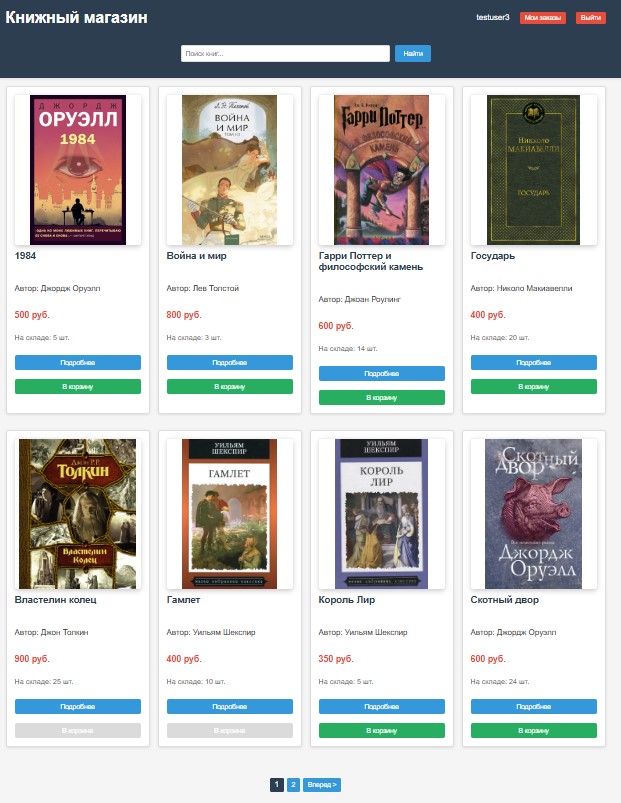 Книжный магазин
testuser3 Мои заказы Выйти
Поиск книг... Найти
ДЖОРДЖ
ОРУЭЛЛ
1984
1984
Автор: Джордж Оруэлл
500 руб.
На складе: 5 шт.
Подробнее
В корзину
Л. Н. Толстой
ВОЙНА
И МИР
Война и мир
Автор: Лев Толстой
800 руб.
На складе: 3 шт.
Подробнее
В корзину
Гарри Поттер
ФИЛОСОФСКИЙ
КАМЕНЬ
Гарри Поттер и
философский камень
Автор: Джоан Роулинг
600 руб.
На складе: 14 шт.
Подробнее
В корзину
Никколо
МАКИАВЕЛЛИ
ГОСУДАРЬ
Государь
Автор: Николо Макиавелли
400 руб.
На складе: 20 шт.
Подробнее
В корзину
Джон Р.Р.
Толкин
Властелин
Колец
Властелин колец
Автор: Джон Толкин
900 руб.
На складе: 25 шт.
Подробнее
В корзине
УИЛЬЯМ
ШЕКСПИР
ГАМЛЕТ
Гамлет
Автор: Уильям Шекспир
400 руб.
На складе: 10 шт.
Подробнее
В корзине
УИЛЬЯМ
ШЕКСПИР
КОРОЛЬ
ЛИР
Король Лир
Автор: Уильям Шекспир
350 руб.
На складе: 5 шт.
Подробнее
В корзину
Скотный
двор
Джордж
Оруэлл
Скотный двор
Автор: Джордж Оруэлл
600 руб.
На складе: 24 шт.
Подробнее
В корзину
1 2 Вперед >